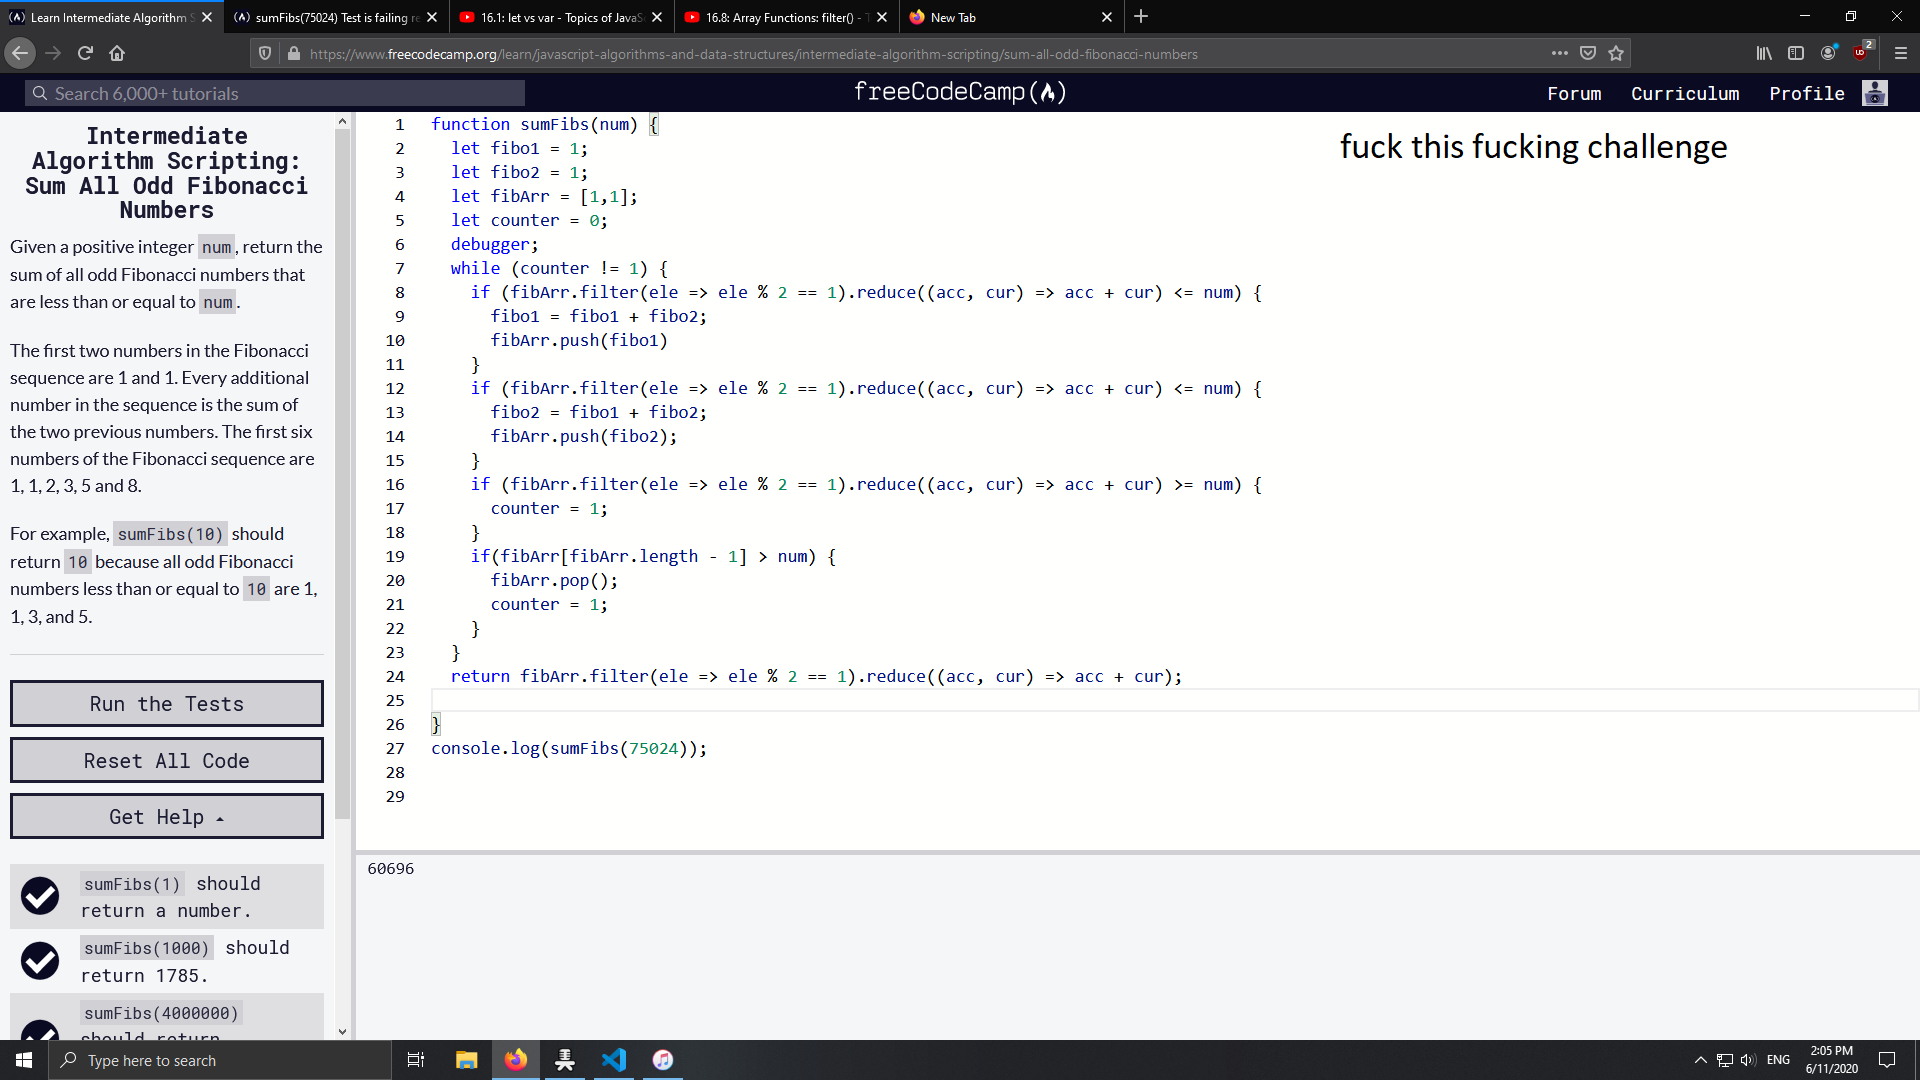 Learn Intermediate Algorithm S
sumFibs(75024) Test is failing re
16.1: let vs var - Topics of JavaS
16.8: Array Functions: filter() - T
New Tab
https://www.freecodecamp.org/learn/javascript-algorithms-and-data-structures/intermediate-algorithm-scripting/sum-all-odd-fibonacci-numbers
2
Search 6,000+ tutorials
freeCodeCamp
Forum
Curriculum
Profile
Intermediate
Algorithm Scripting:
Sum All Odd Fibonacci
Numbers
Given a positive integer num, return the
sum of all odd Fibonacci numbers that
are less than or equal to num.
The first two numbers in the Fibonacci
sequence are 1 and 1. Every additional
number in the sequence is the sum of
the two previous numbers. The first six
numbers of the Fibonacci sequence are
1, 1, 2, 3, 5 and 8.
For example, sumFibs(10) should
return 10 because all odd Fibonacci
numbers less than or equal to 10 are 1,
1, 3, and 5.
Run the Tests
Reset All Code
Get Help
sumFibs(1) should
return a number.
sumFibs(1000) should
return 1785.
sumFibs(4000000)
should return
1 function sumFibs(num) {
2 let fibo1 = 1;
3 let fibo2 = 1;
4 let fibArr = [1,1];
5 let counter = 0;
6 debugger;
7 while (counter != 1) {
8 if (fibArr.filter(ele => ele % 2 == 1).reduce((acc, cur) => acc + cur) <= num) {
9 fibo1 = fibo1 + fibo2;
10 fibArr.push(fibo1)
11 }
12 if (fibArr.filter(ele => ele % 2 == 1).reduce((acc, cur) => acc + cur) <= num) {
13 fibo2 = fibo1 + fibo2;
14 fibArr.push(fibo2);
15 }
16 if (fibArr.filter(ele => ele % 2 == 1).reduce((acc, cur) => acc + cur) >= num) {
17 counter = 1;
18 }
19 if(fibArr[fibArr.length - 1] > num) {
20 fibArr.pop();
21 counter = 1;
22 }
23 }
24 return fibArr.filter(ele => ele % 2 == 1).reduce((acc, cur) => acc + cur);
25
26 }
27 console.log(sumFibs(75024));
28
29
fuck this fucking challenge
60696
Type here to search
ENG
2:05 PM
6/11/2020